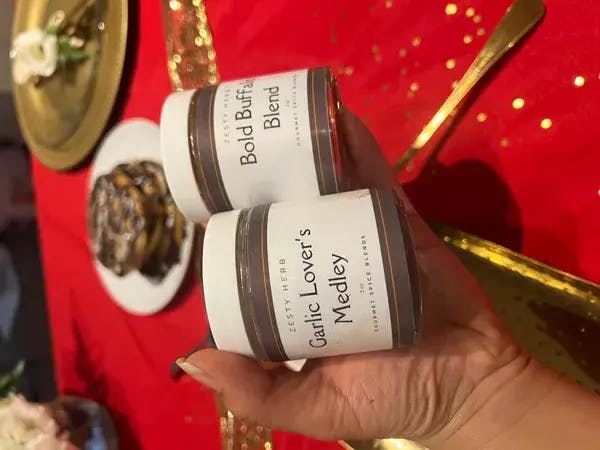 ZESTY HERB
Bold Buffalo
Blend
GOURMET SPICE BLENDS
ZESTY HERB
Garlic Lover's
Medley
GOURMET SPICE BLENDS